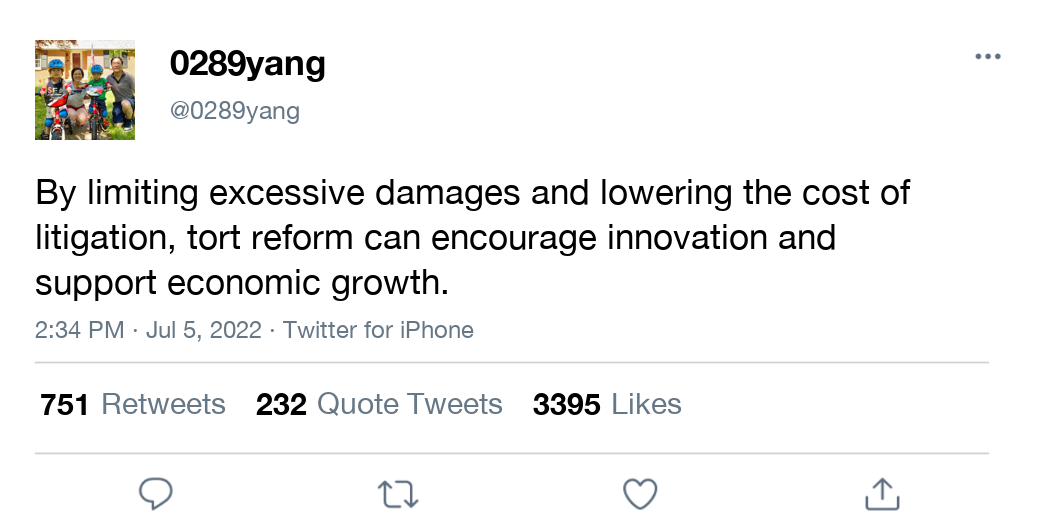 0289yang
@0289yang
By limiting excessive damages and lowering the cost of
litigation, tort reform can encourage innovation and
support economic growth.
2:34 PM · Jul 5, 2022 · Twitter for iPhone
751 Retweets 232 Quote Tweets 3395 Likes